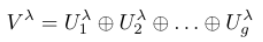 V^λ = U_1^λ ⊕ U_2^λ ⊕ … ⊕ U_g^λ